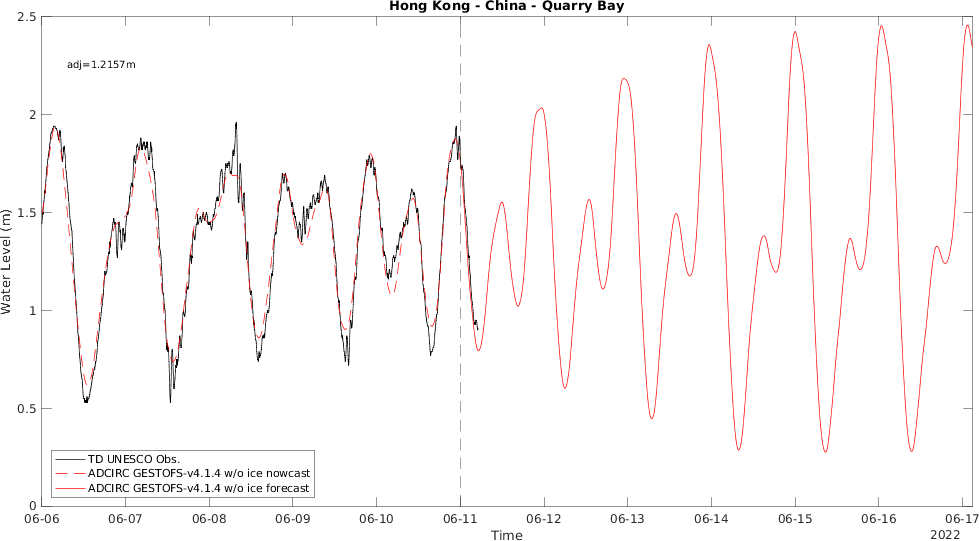 Hong Kong - China - Quarry Bay
2.5
adj=1.2157m
2
1.5
Water Level (m)
1
0.5
TD UNESCO Obs.
ADCIRC GESTOFS-v4.1.4 w/o ice nowcast
ADCIRC GESTOFS-v4.1.4 w/o ice forecast
0
06-06 06-07 06-08 06-09 06-10 06-11 06-12 06-13 06-14 06-15 06-16 06-17
Time
2022